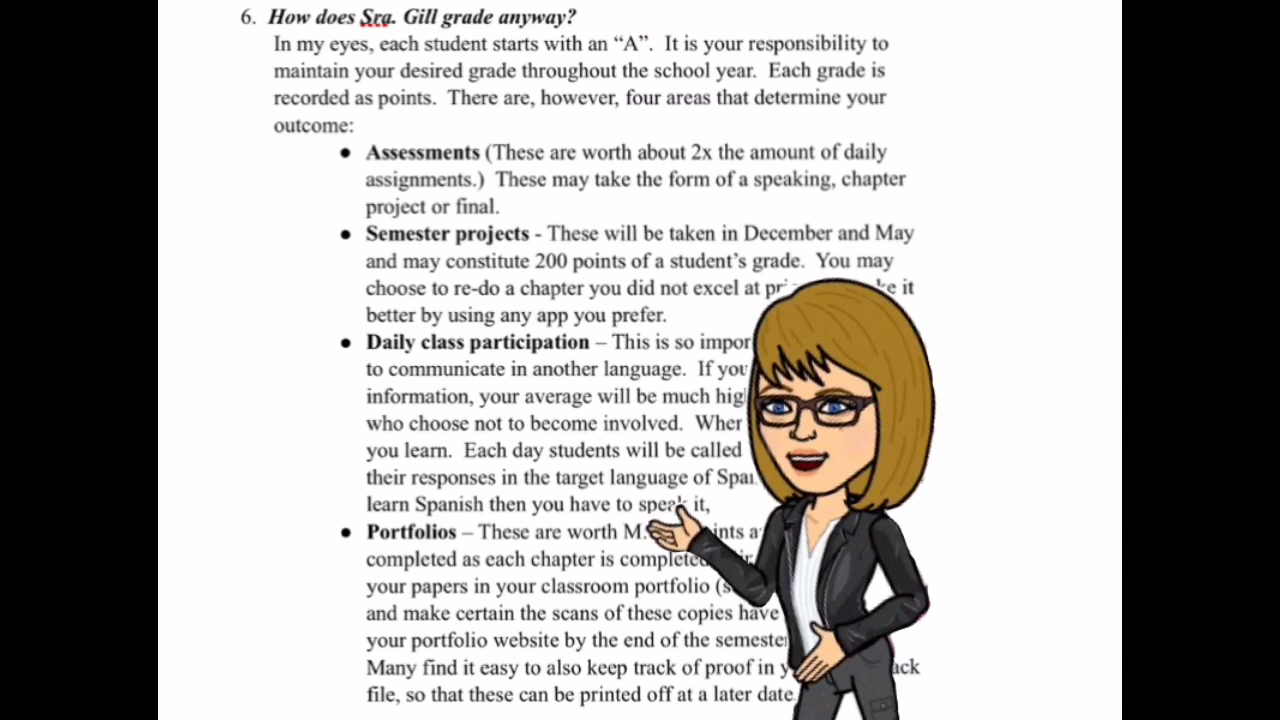 6. How does Sra. Gill grade anyway?
In my eyes, each student starts with an “A”. It is your responsibility to
maintain your desired grade throughout the school year. Each grade is
recorded as points. There are, however, four areas that determine your
outcome:
● Assessments (These are worth about 2x the amount of daily
assignments.) These may take the form of a speaking, chapter
project or final.
● Semester projects - These will be taken in December and May
and may constitute 200 points of a student’s grade. You may
choose to re-do a chapter you did not excel at it
better by using any app you prefer.
● Daily class participation – This is so
to communicate in another language. If you
information, your average will be much
who choose not to become involved.
you learn. Each day students will be called
their responses in the target language of
learn Spanish then you have to speak it,
● Portfolios – These are worth
completed as each chapter is
your papers in your classroom portfolio
and make certain the scans of these copies have
your portfolio website by the end of the
Many find it easy to also keep track of proof in
file, so that these can be printed off at a later date